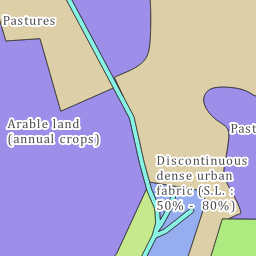 Pastures
Arable land
(annual crops)
Past
Discontinuous
dense urban
fabric (S.L. :
50% -  80%)